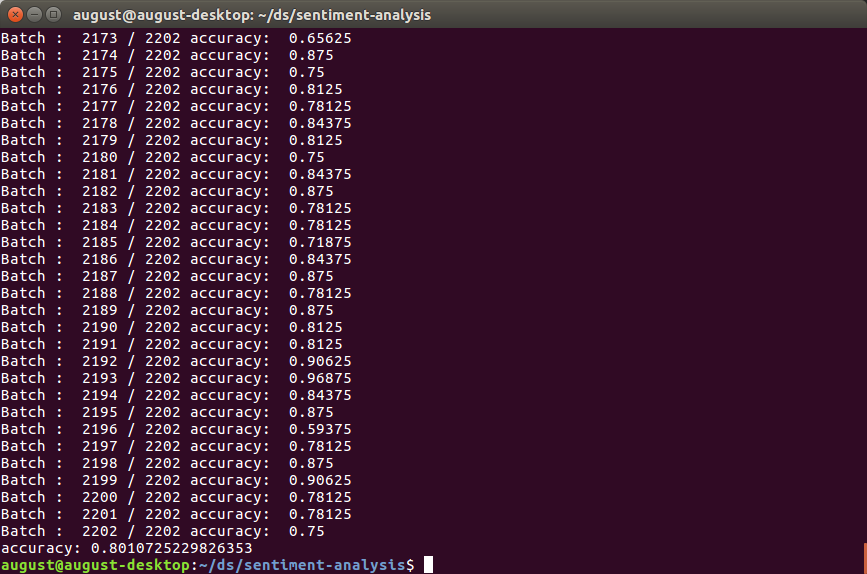 august@august-desktop: ~/ds/sentiment-analysis
Batch :  2173 / 2202 accuracy:  0.65625
Batch :  2174 / 2202 accuracy:  0.875
Batch :  2175 / 2202 accuracy:  0.75
Batch :  2176 / 2202 accuracy:  0.8125
Batch :  2177 / 2202 accuracy:  0.78125
Batch :  2178 / 2202 accuracy:  0.84375
Batch :  2179 / 2202 accuracy:  0.8125
Batch :  2180 / 2202 accuracy:  0.75
Batch :  2181 / 2202 accuracy:  0.84375
Batch :  2182 / 2202 accuracy:  0.875
Batch :  2183 / 2202 accuracy:  0.78125
Batch :  2184 / 2202 accuracy:  0.78125
Batch :  2185 / 2202 accuracy:  0.71875
Batch :  2186 / 2202 accuracy:  0.84375
Batch :  2187 / 2202 accuracy:  0.875
Batch :  2188 / 2202 accuracy:  0.78125
Batch :  2189 / 2202 accuracy:  0.875
Batch :  2190 / 2202 accuracy:  0.8125
Batch :  2191 / 2202 accuracy:  0.8125
Batch :  2192 / 2202 accuracy:  0.90625
Batch :  2193 / 2202 accuracy:  0.96875
Batch :  2194 / 2202 accuracy:  0.84375
Batch :  2195 / 2202 accuracy:  0.875
Batch :  2196 / 2202 accuracy:  0.59375
Batch :  2197 / 2202 accuracy:  0.78125
Batch :  2198 / 2202 accuracy:  0.875
Batch :  2199 / 2202 accuracy:  0.90625
Batch :  2200 / 2202 accuracy:  0.78125
Batch :  2201 / 2202 accuracy:  0.78125
Batch :  2202 / 2202 accuracy:  0.75
accuracy: 0.8010725229826353
august@august-desktop:~/ds/sentiment-analysis$